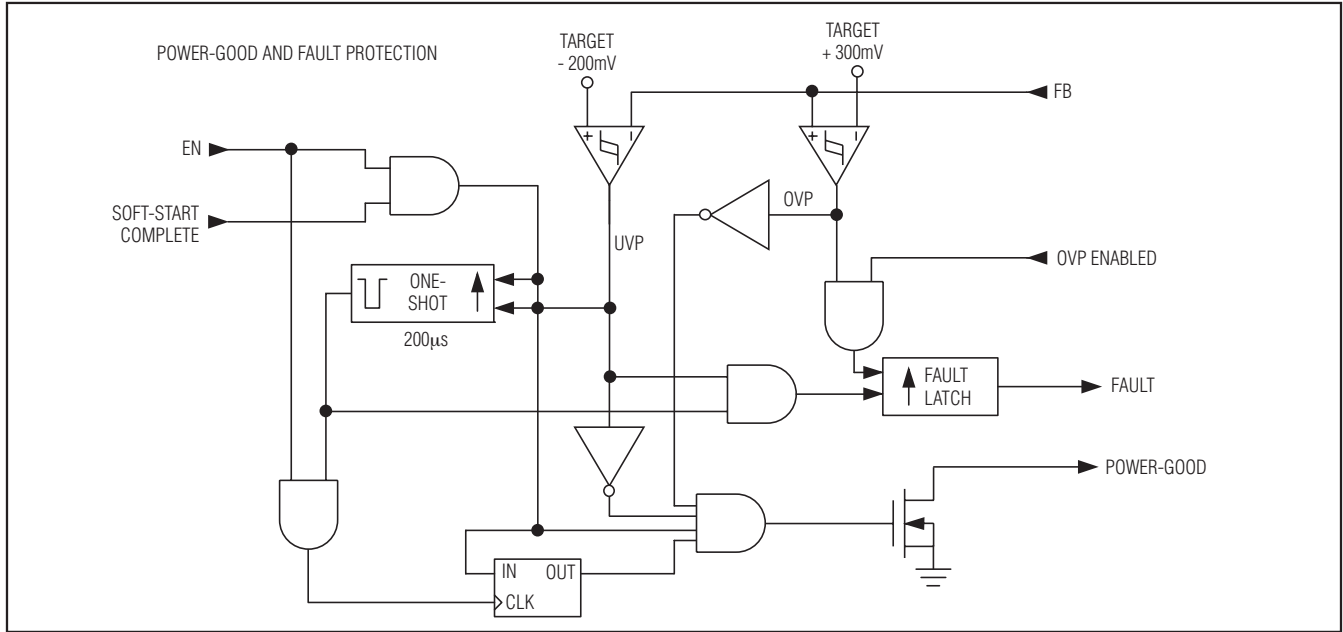 POWER-GOOD AND FAULT PROTECTION
TARGET
- 200mV
TARGET
+ 300mV
FB
+ −
+ −
EN
SOFT-START
COMPLETE
UVP
OVP
OVP ENABLED
ONE-
SHOT
200µs
FAULT
LATCH
FAULT
POWER-GOOD
IN OUT
CLK